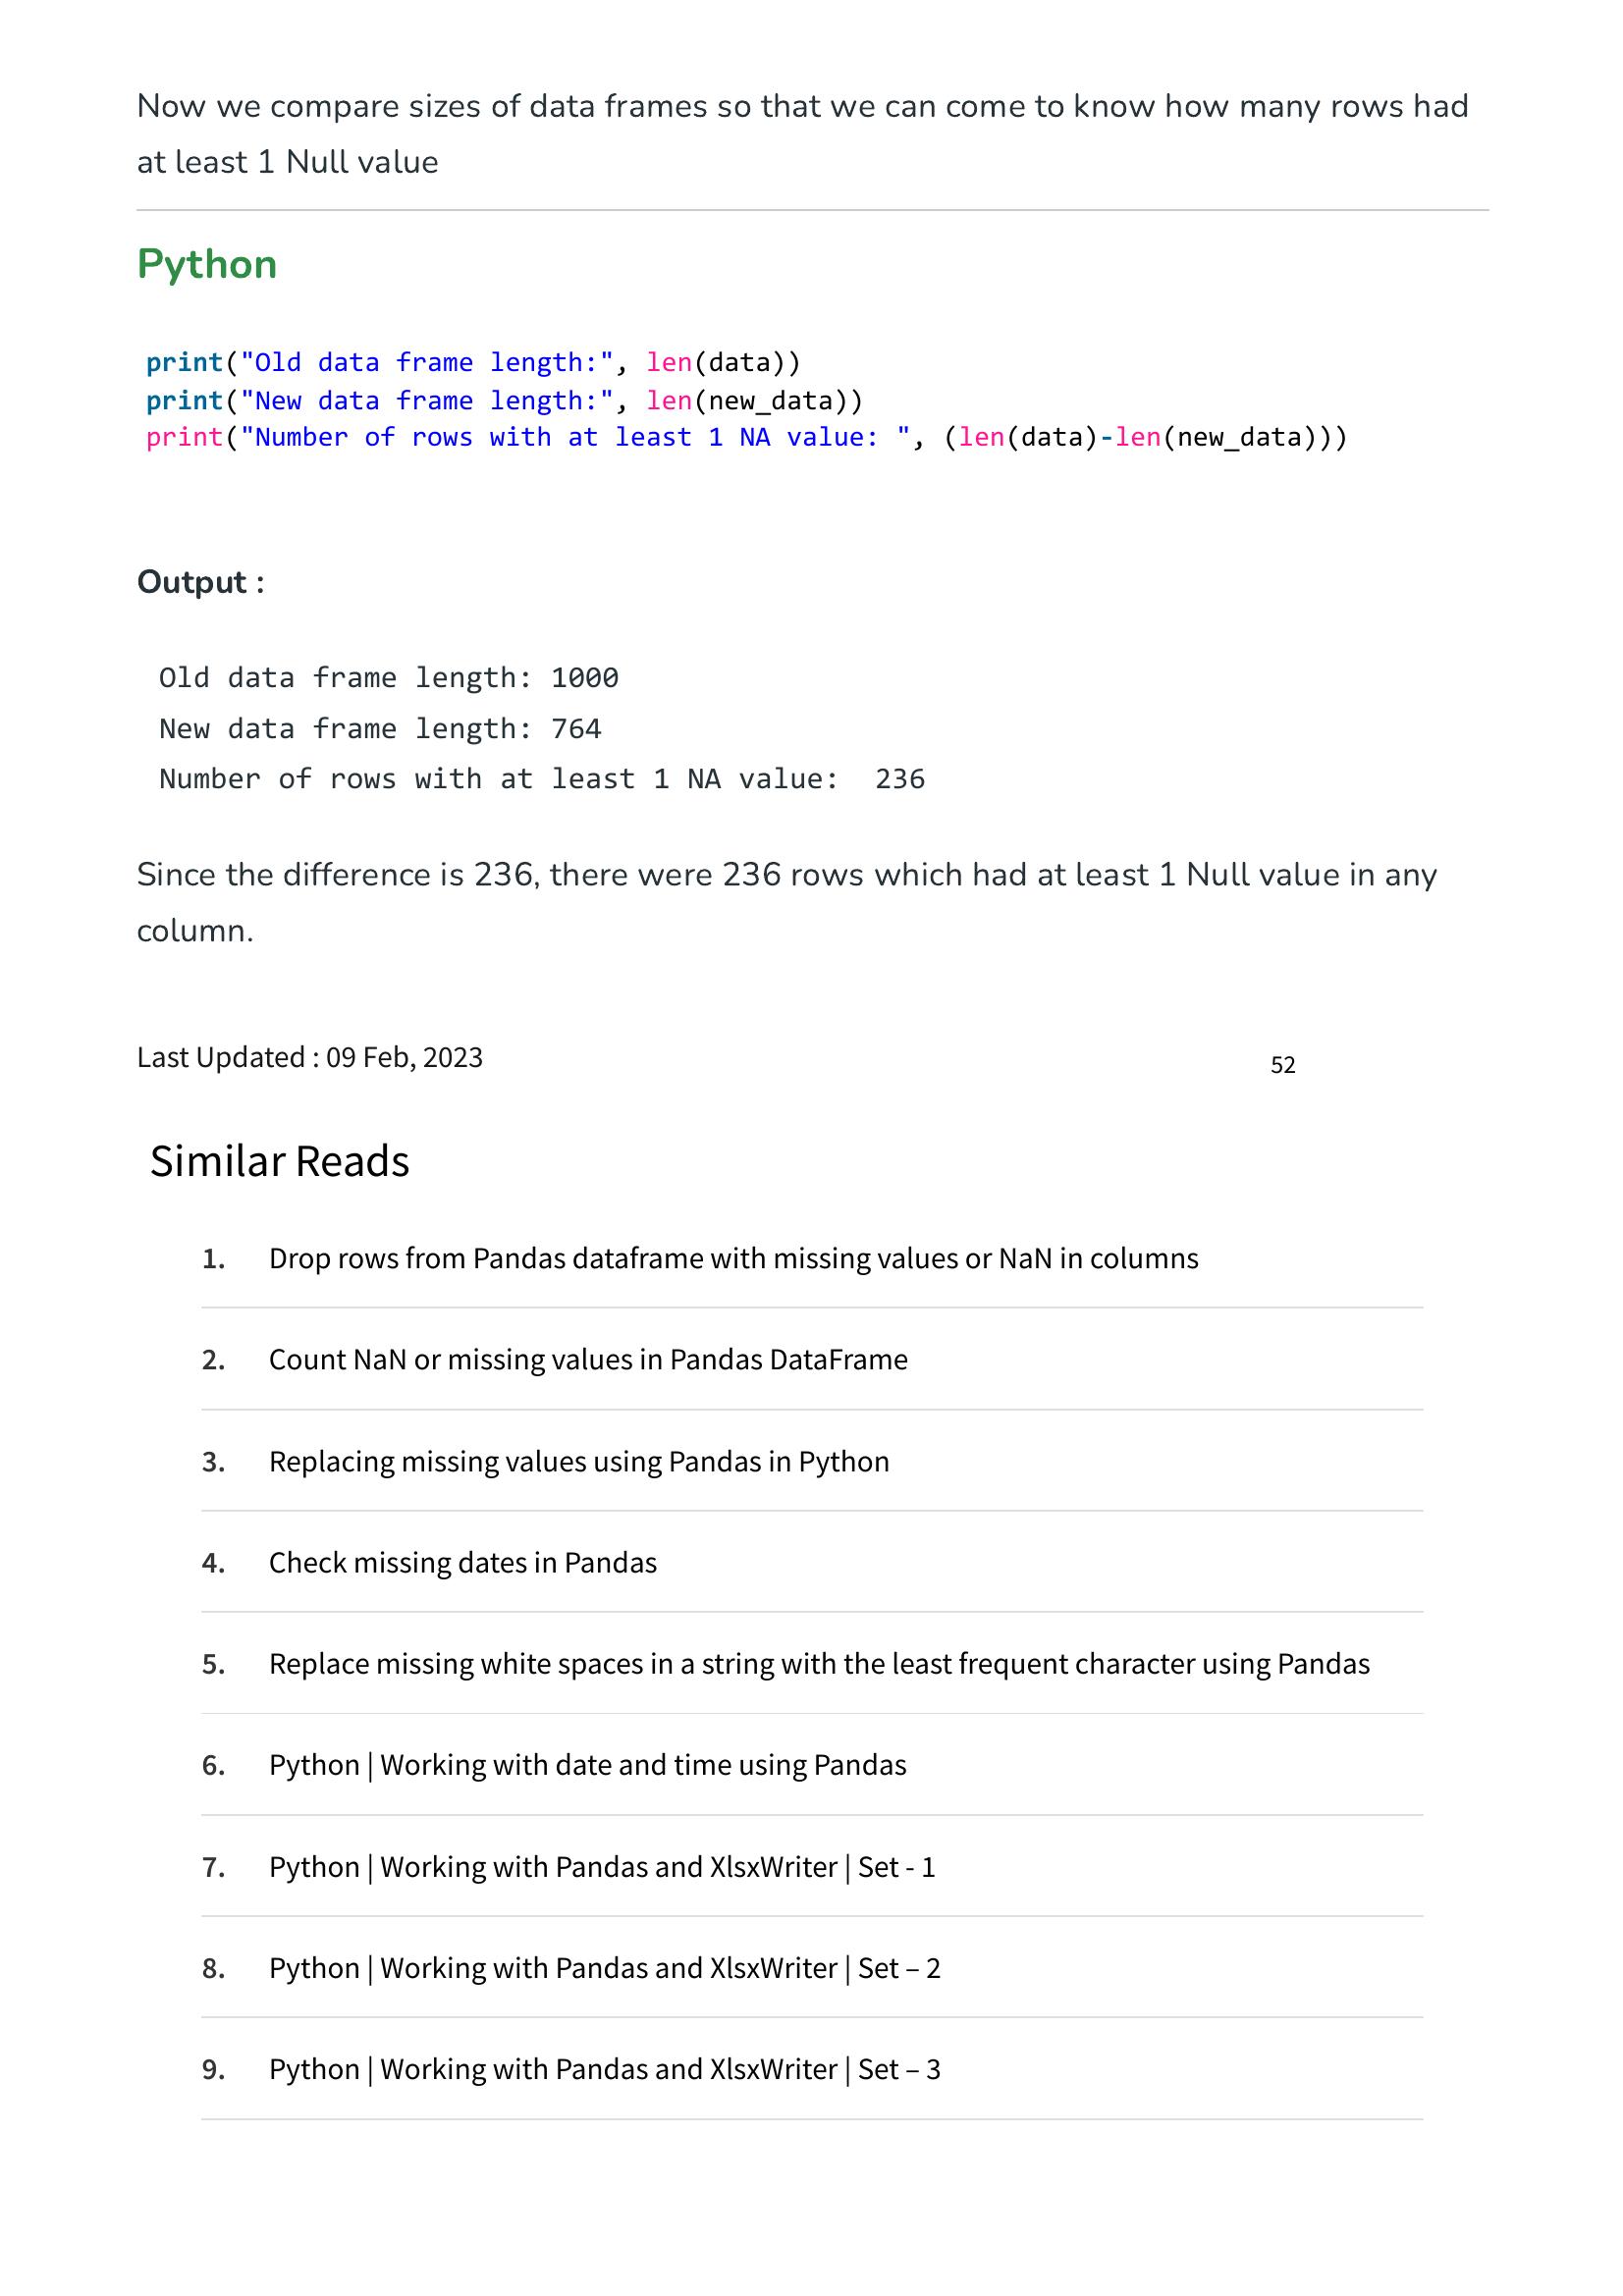 Now we compare sizes of data frames so that we can come to know how many rows had
at least 1 Null value
Python
print("Old data frame length:", len(data))
print("New data frame length:", len(new_data))
print("Number of rows with at least 1 NA value: ", (len(data)-len(new_data)))
Output :
Old data frame length: 1000
New data frame length: 764
Number of rows with at least 1 NA value:  236
Since the difference is 236, there were 236 rows which had at least 1 Null value in any
column.
Last Updated : 09 Feb, 2023 52
Similar Reads
1. Drop rows from Pandas dataframe with missing values or NaN in columns
2. Count NaN or missing values in Pandas DataFrame
3. Replacing missing values using Pandas in Python
4. Check missing dates in Pandas
5. Replace missing white spaces in a string with the least frequent character using Pandas
6. Python | Working with date and time using Pandas
7. Python | Working with Pandas and XlsxWriter | Set - 1
8. Python | Working with Pandas and XlsxWriter | Set – 2
9. Python | Working with Pandas and XlsxWriter | Set – 3